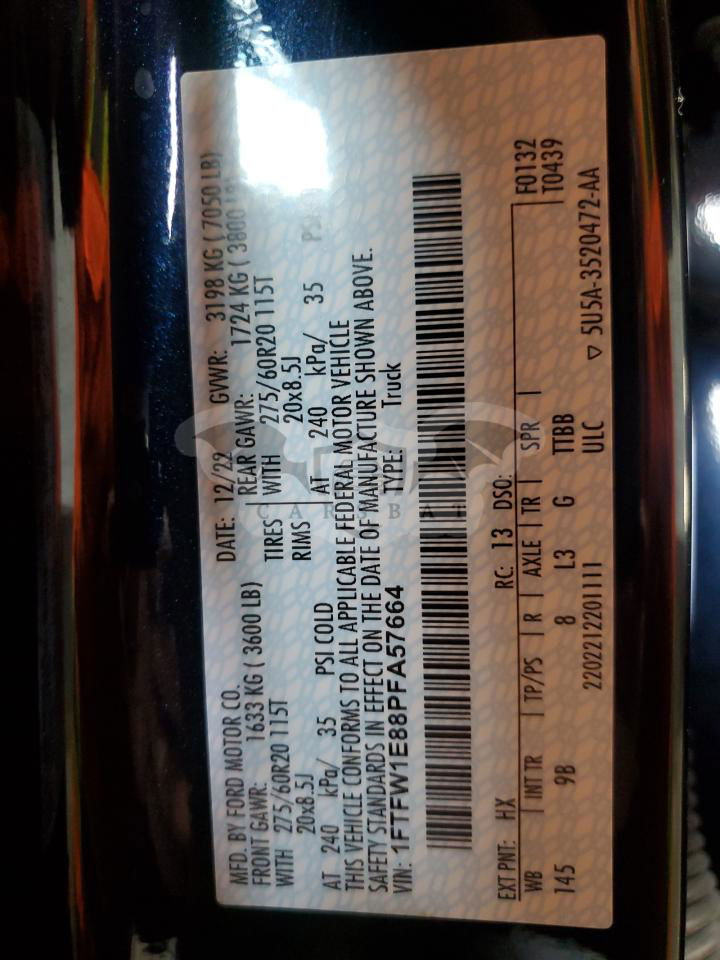 MFD. BY FORD MOTOR CO.
DATE: 12/22 GVWR: 3198 KG ( 7050 LB)
FRONT GAWR: 1633 KG ( 3600 LB)
REAR GAWR: 1724 KG ( 3800 LB)
WITH 275/60R20 115T
TIRES WITH 275/60R20 115T
20x8.5J
RIMS 20x8.5J
AT 240 kPa/ 35 PSI COLD
AT 240 kPa/ 35 PSI
THIS VEHICLE CONFORMS TO ALL APPLICABLE FEDERAL MOTOR VEHICLE
SAFETY STANDARDS IN EFFECT ON THE DATE OF MANUFACTURE SHOWN ABOVE.
VIN: 1FTFW1E88PFA57664 TYPE: Truck
CARSBAT
EXT PNT: HX RC: 13 DSO: F0132
WB INT TR TP/PS R AXLE TR SPR T0439
145 9B 8 L3 G TTBB
2202212201111 ULC ▽ 5U5A-3520472-AA